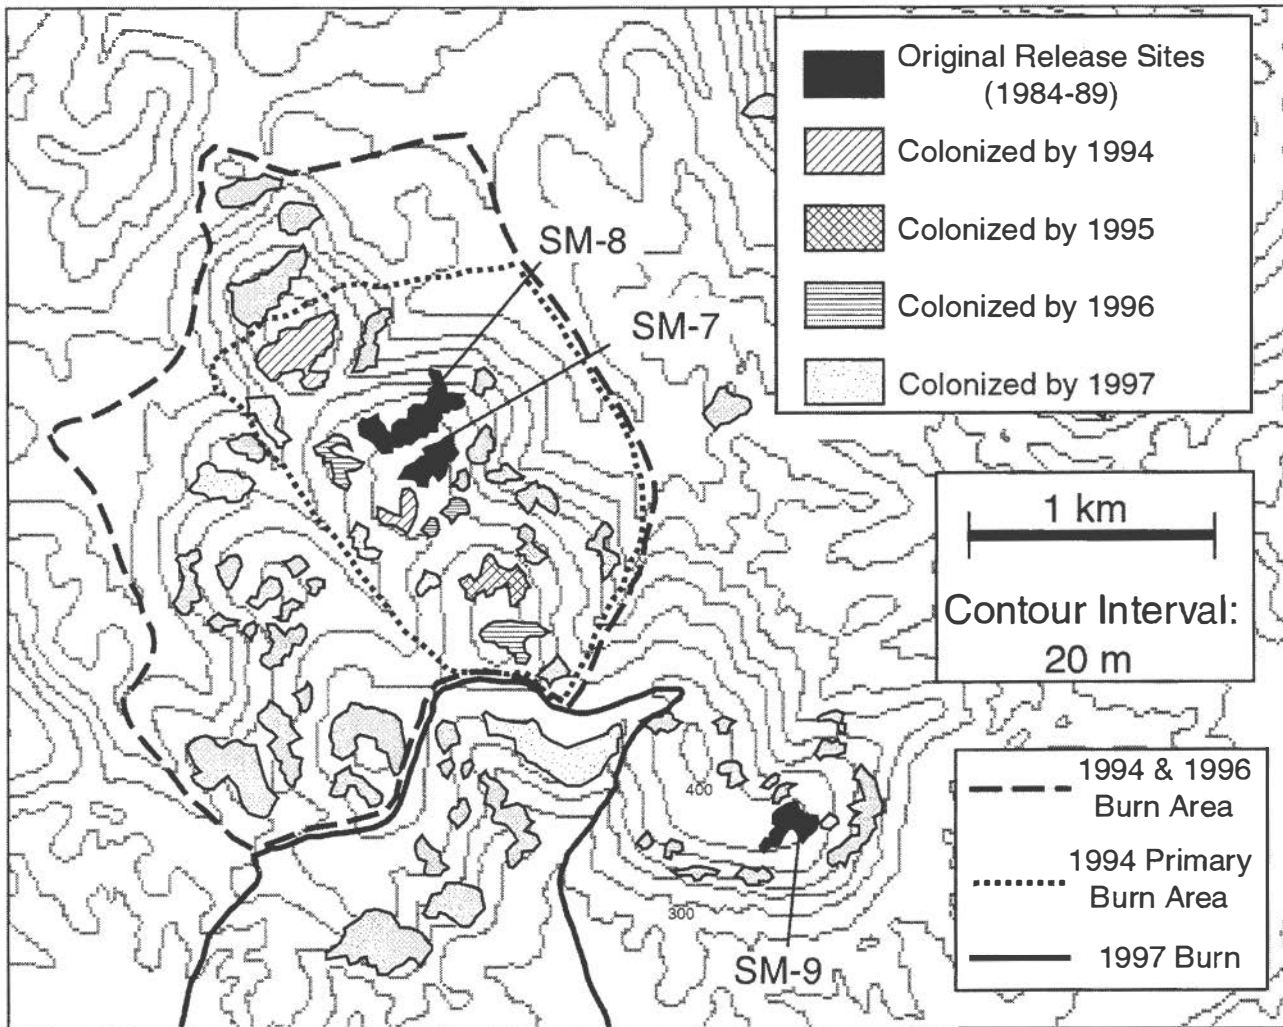 Original Release Sites
(1984-89)
Colonized by 1994
Colonized by 1995
Colonized by 1996
Colonized by 1997
SM-8
SM-7
1 km
Contour Interval:
20 m
1994 & 1996
Burn Area
1994 Primary
Burn Area
1997 Burn
400
300
SM-9